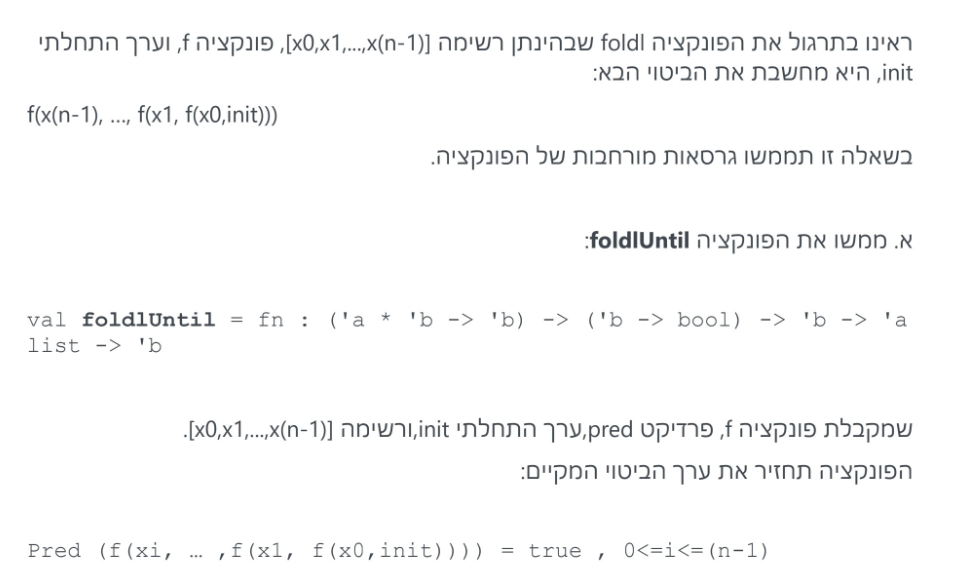 ראינו בתרגול את הפונקציה foldl שבהינתן רשימה [x0,x1,...,x(n-1)], פונקציה f, וערך התחלתי
init, היא מחשבת את הביטוי הבא:
f(x(n-1), ..., f(x1, f(x0,init)))
בשאלה זו תממשו גרסאות מורחבות של הפונקציה.
א. ממשו את הפונקציה foldlUntil:
val foldlUntil = fn : ('a * 'b -> 'b) -> ('b -> bool) -> 'b -> 'a
list -> 'b
שמקבלת פונקציה f, פרדיקט pred,ערך התחלתי init,ורשימה [x0,x1,...,x(n-1)].
הפונקציה תחזיר את ערך הביטוי המקיים:
Pred (f(xi, … ,f(x1, f(x0,init)))) = true , 0<=i<=(n-1)